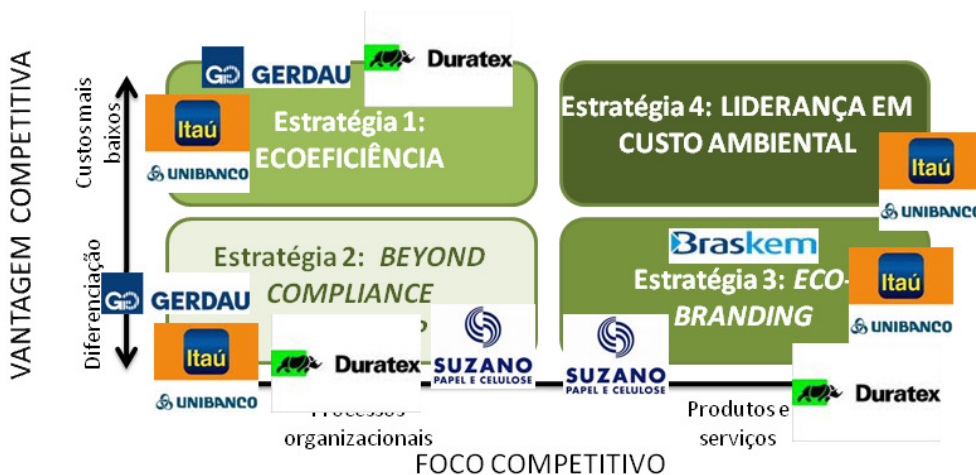 VANTAGEM COMPETITIVA
Custos mais
baixos
Diferenciação
GERDAU
Duratex
Itaú
UNIBANCO
Estratégia 1:
ECOEFICIÊNCIA
Estratégia 4: LIDERANÇA EM
CUSTO AMBIENTAL
Itaú
UNIBANCO
Estratégia 2: BEYOND
COMPLIANCE
GERDAU
Itaú
UNIBANCO
Duratex
SUZANO
PAPEL E CELULOSE
Braskem
Estratégia 3: ECO-
BRANDING
Itaú
UNIBANCO
SUZANO
PAPEL E CELULOSE
Duratex
Processos
organizacionais
Produtos e
serviços
FOCO COMPETITIVO